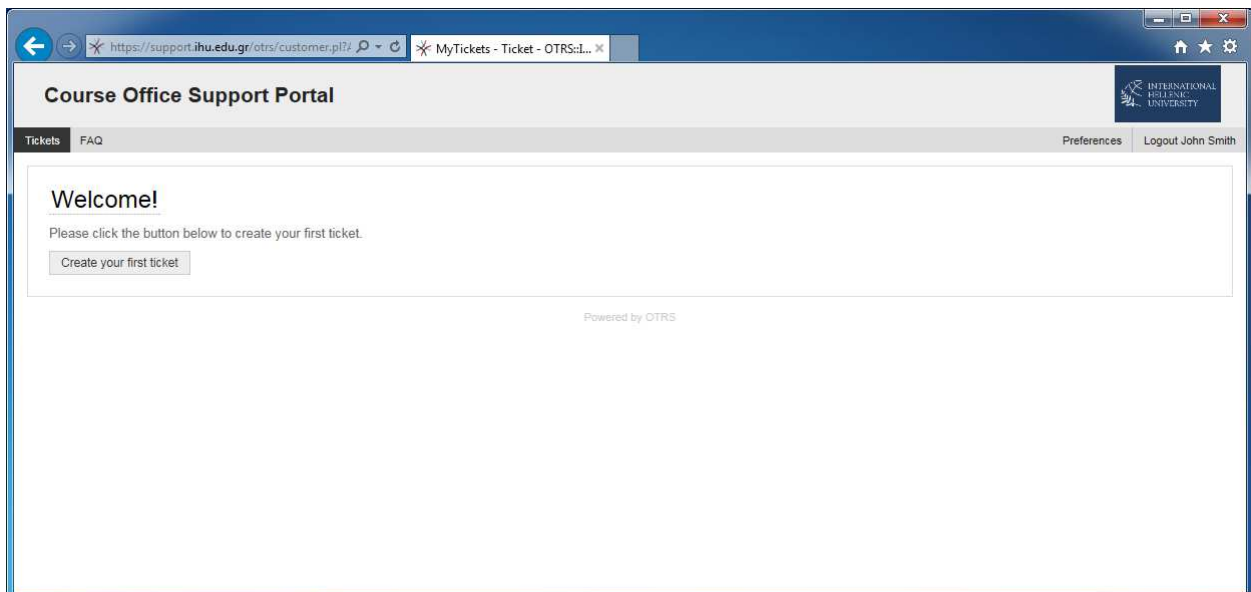 https://support.ihu.edu.gr/otrs/customer.pl?
MyTickets - Ticket - OTRS::I...
Course Office Support Portal
INTERNATIONAL
HELLENIC
UNIVERSITY
Tickets FAQ Preferences Logout John Smith
Welcome!
Please click the button below to create your first ticket.
Create your first ticket
Powered by OTRS